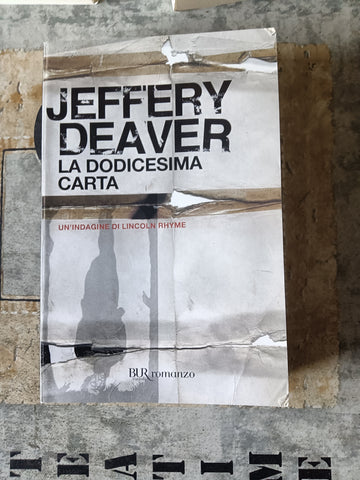 JEFFERY
DEAVER
LA DODICESIMA
CARTA
UN'INDAGINE DI LINCOLN RHYME
BUR romanzo